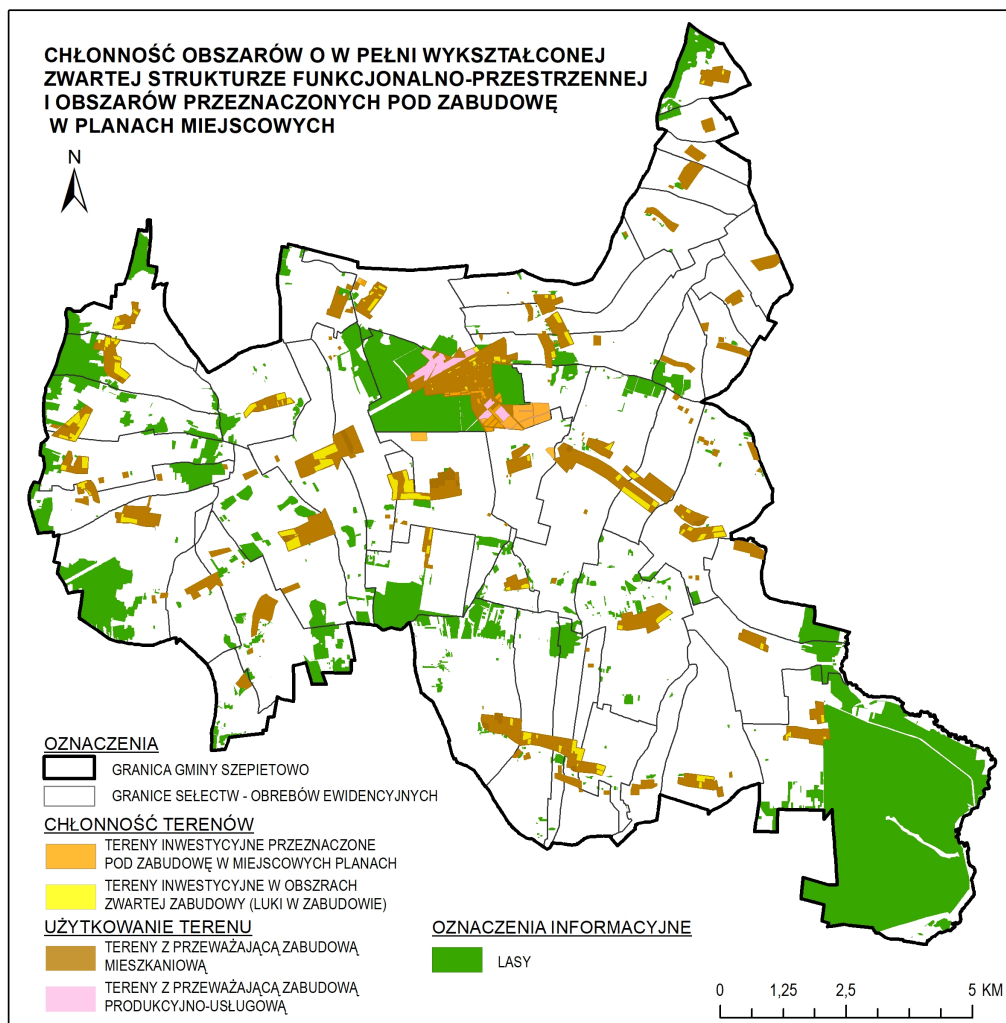 CHŁONNOŚĆ OBSZARÓW O W PEŁNI WYKSZTAŁCONEJ
ZWARTEJ STRUKTURZE FUNKCJONALNO-PRZESTRZENNEJ
I OBSZARÓW PRZEZNACZONYCH POD ZABUDOWĘ
W PLANACH MIEJSCOWYCH
N
OZNACZENIA
GRANICA GMINY SZEPIETOWO
GRANICE SEŁECTW - OBRĘBÓW EWIDENCYJNYCH
CHŁONNOŚĆ TERENÓW
TERENY INWESTYCYJNE PRZEZNACZONE
POD ZABUDOWĘ W MIEJSCOWYCH PLANACH
TERENY INWESTYCYJNE W OBSZRACH
ZWARTEJ ZABUDOWY (LUKI W ZABUDOWIE)
UŻYTKOWANIE TERENU
TERENY Z PRZEWAŻAJĄCĄ ZABUDOWĄ
MIESZKANIOWĄ
TERENY Z PRZEWAŻAJĄCĄ ZABUDOWĄ
PRODUKCYJNO-USŁUGOWĄ
OZNACZENIA INFORMACYJNE
LASY
0 1,25 2,5 5 KM